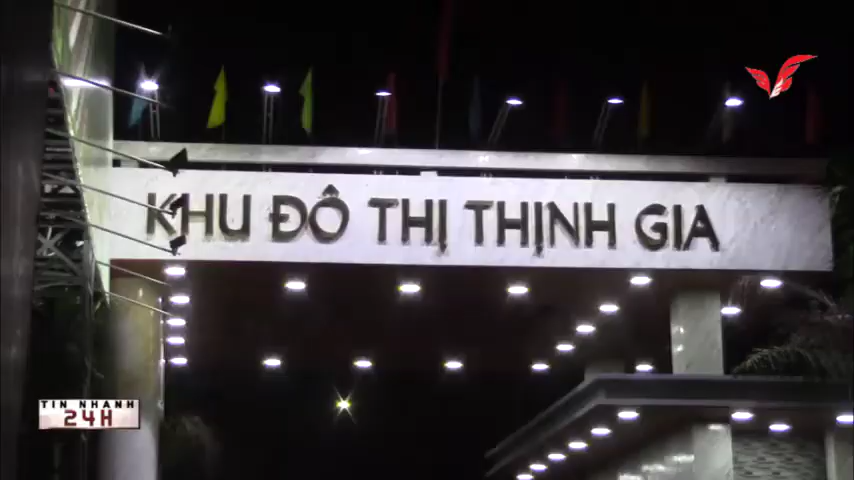 KHU ĐÔ THỊ THỊNH GIA
TIN NHANH
24H